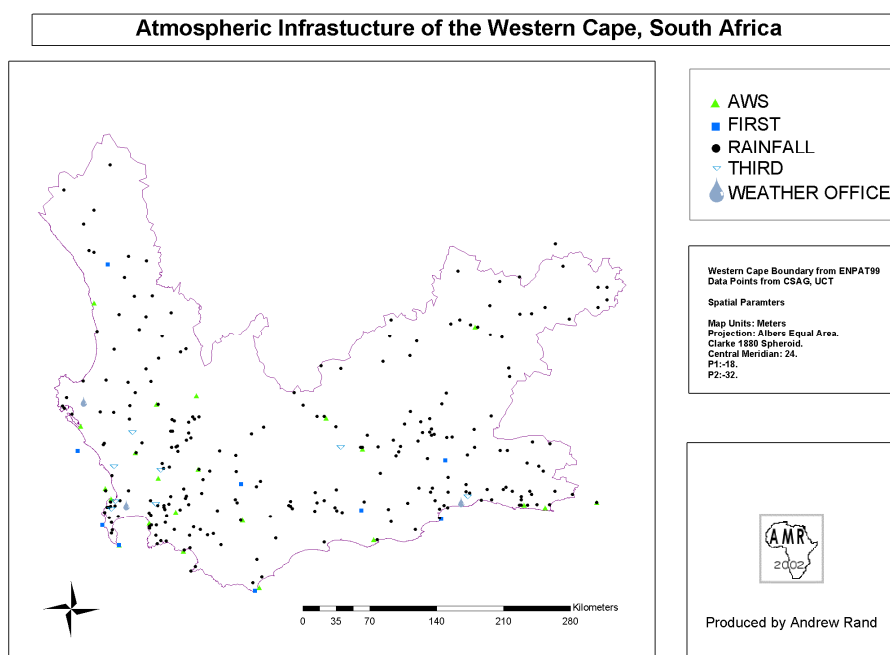 Atmospheric Infrastucture of the Western Cape, South Africa
AWS
FIRST
RAINFALL
THIRD
WEATHER OFFICE
Western Cape Boundary from ENPAT99
Data Points from CSAG, UCT
Spatial Paramters
Map Units: Meters
Projection: Albers Equal Area.
Clarke 1880 Spheroid.
Central Meridian: 24.
P1:-18.
P2:-32.
Kilometers
0 35 70 140 210 280
AMR
2002
Produced by Andrew Rand